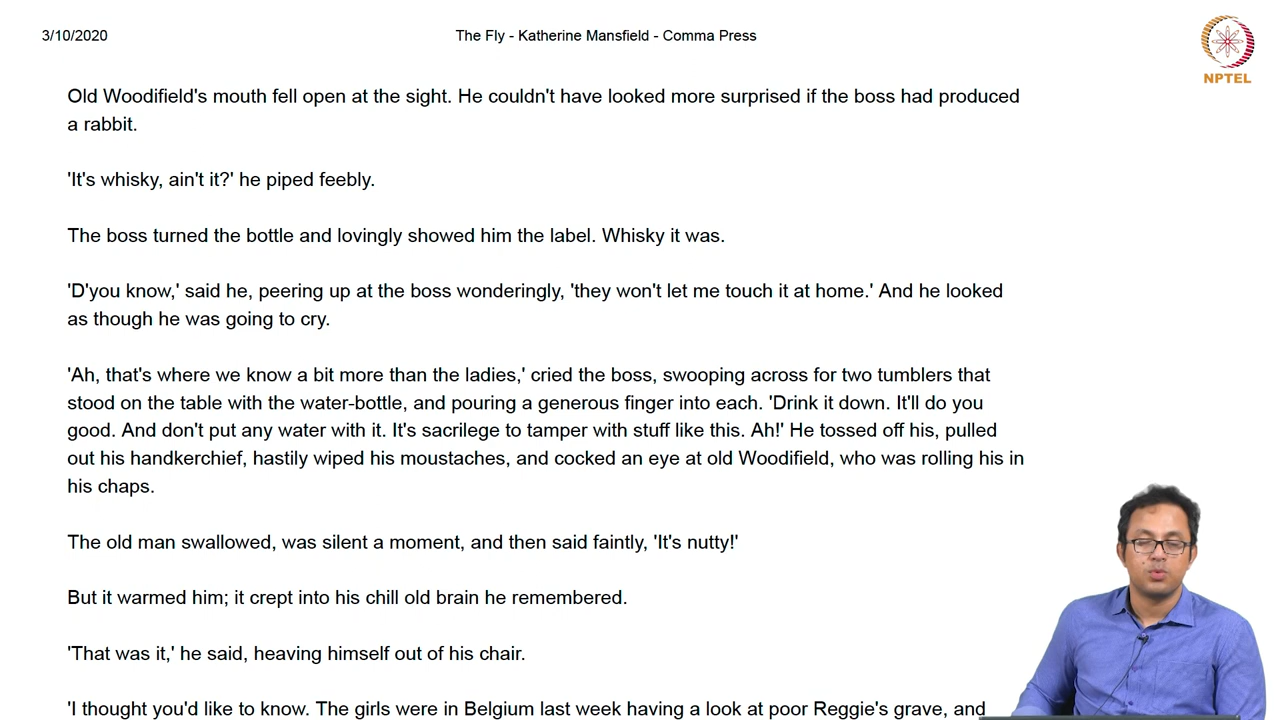 3/10/2020 The Fly - Katherine Mansfield - Comma Press
NPTEL
Old Woodifield's mouth fell open at the sight. He couldn't have looked more surprised if the boss had produced
a rabbit.
'It's whisky, ain't it?' he piped feebly.
The boss turned the bottle and lovingly showed him the label. Whisky it was.
'D'you know,' said he, peering up at the boss wonderingly, 'they won't let me touch it at home.' And he looked
as though he was going to cry.
'Ah, that's where we know a bit more than the ladies,' cried the boss, swooping across for two tumblers that
stood on the table with the water-bottle, and pouring a generous finger into each. 'Drink it down. It'll do you
good. And don't put any water with it. It's sacrilege to tamper with stuff like this. Ah!' He tossed off his, pulled
out his handkerchief, hastily wiped his moustaches, and cocked an eye at old Woodifield, who was rolling his in
his chaps.
The old man swallowed, was silent a moment, and then said faintly, 'It's nutty!'
But it warmed him; it crept into his chill old brain he remembered.
'That was it,' he said, heaving himself out of his chair.
'I thought you'd like to know. The girls were in Belgium last week having a look at poor Reggie's grave, and